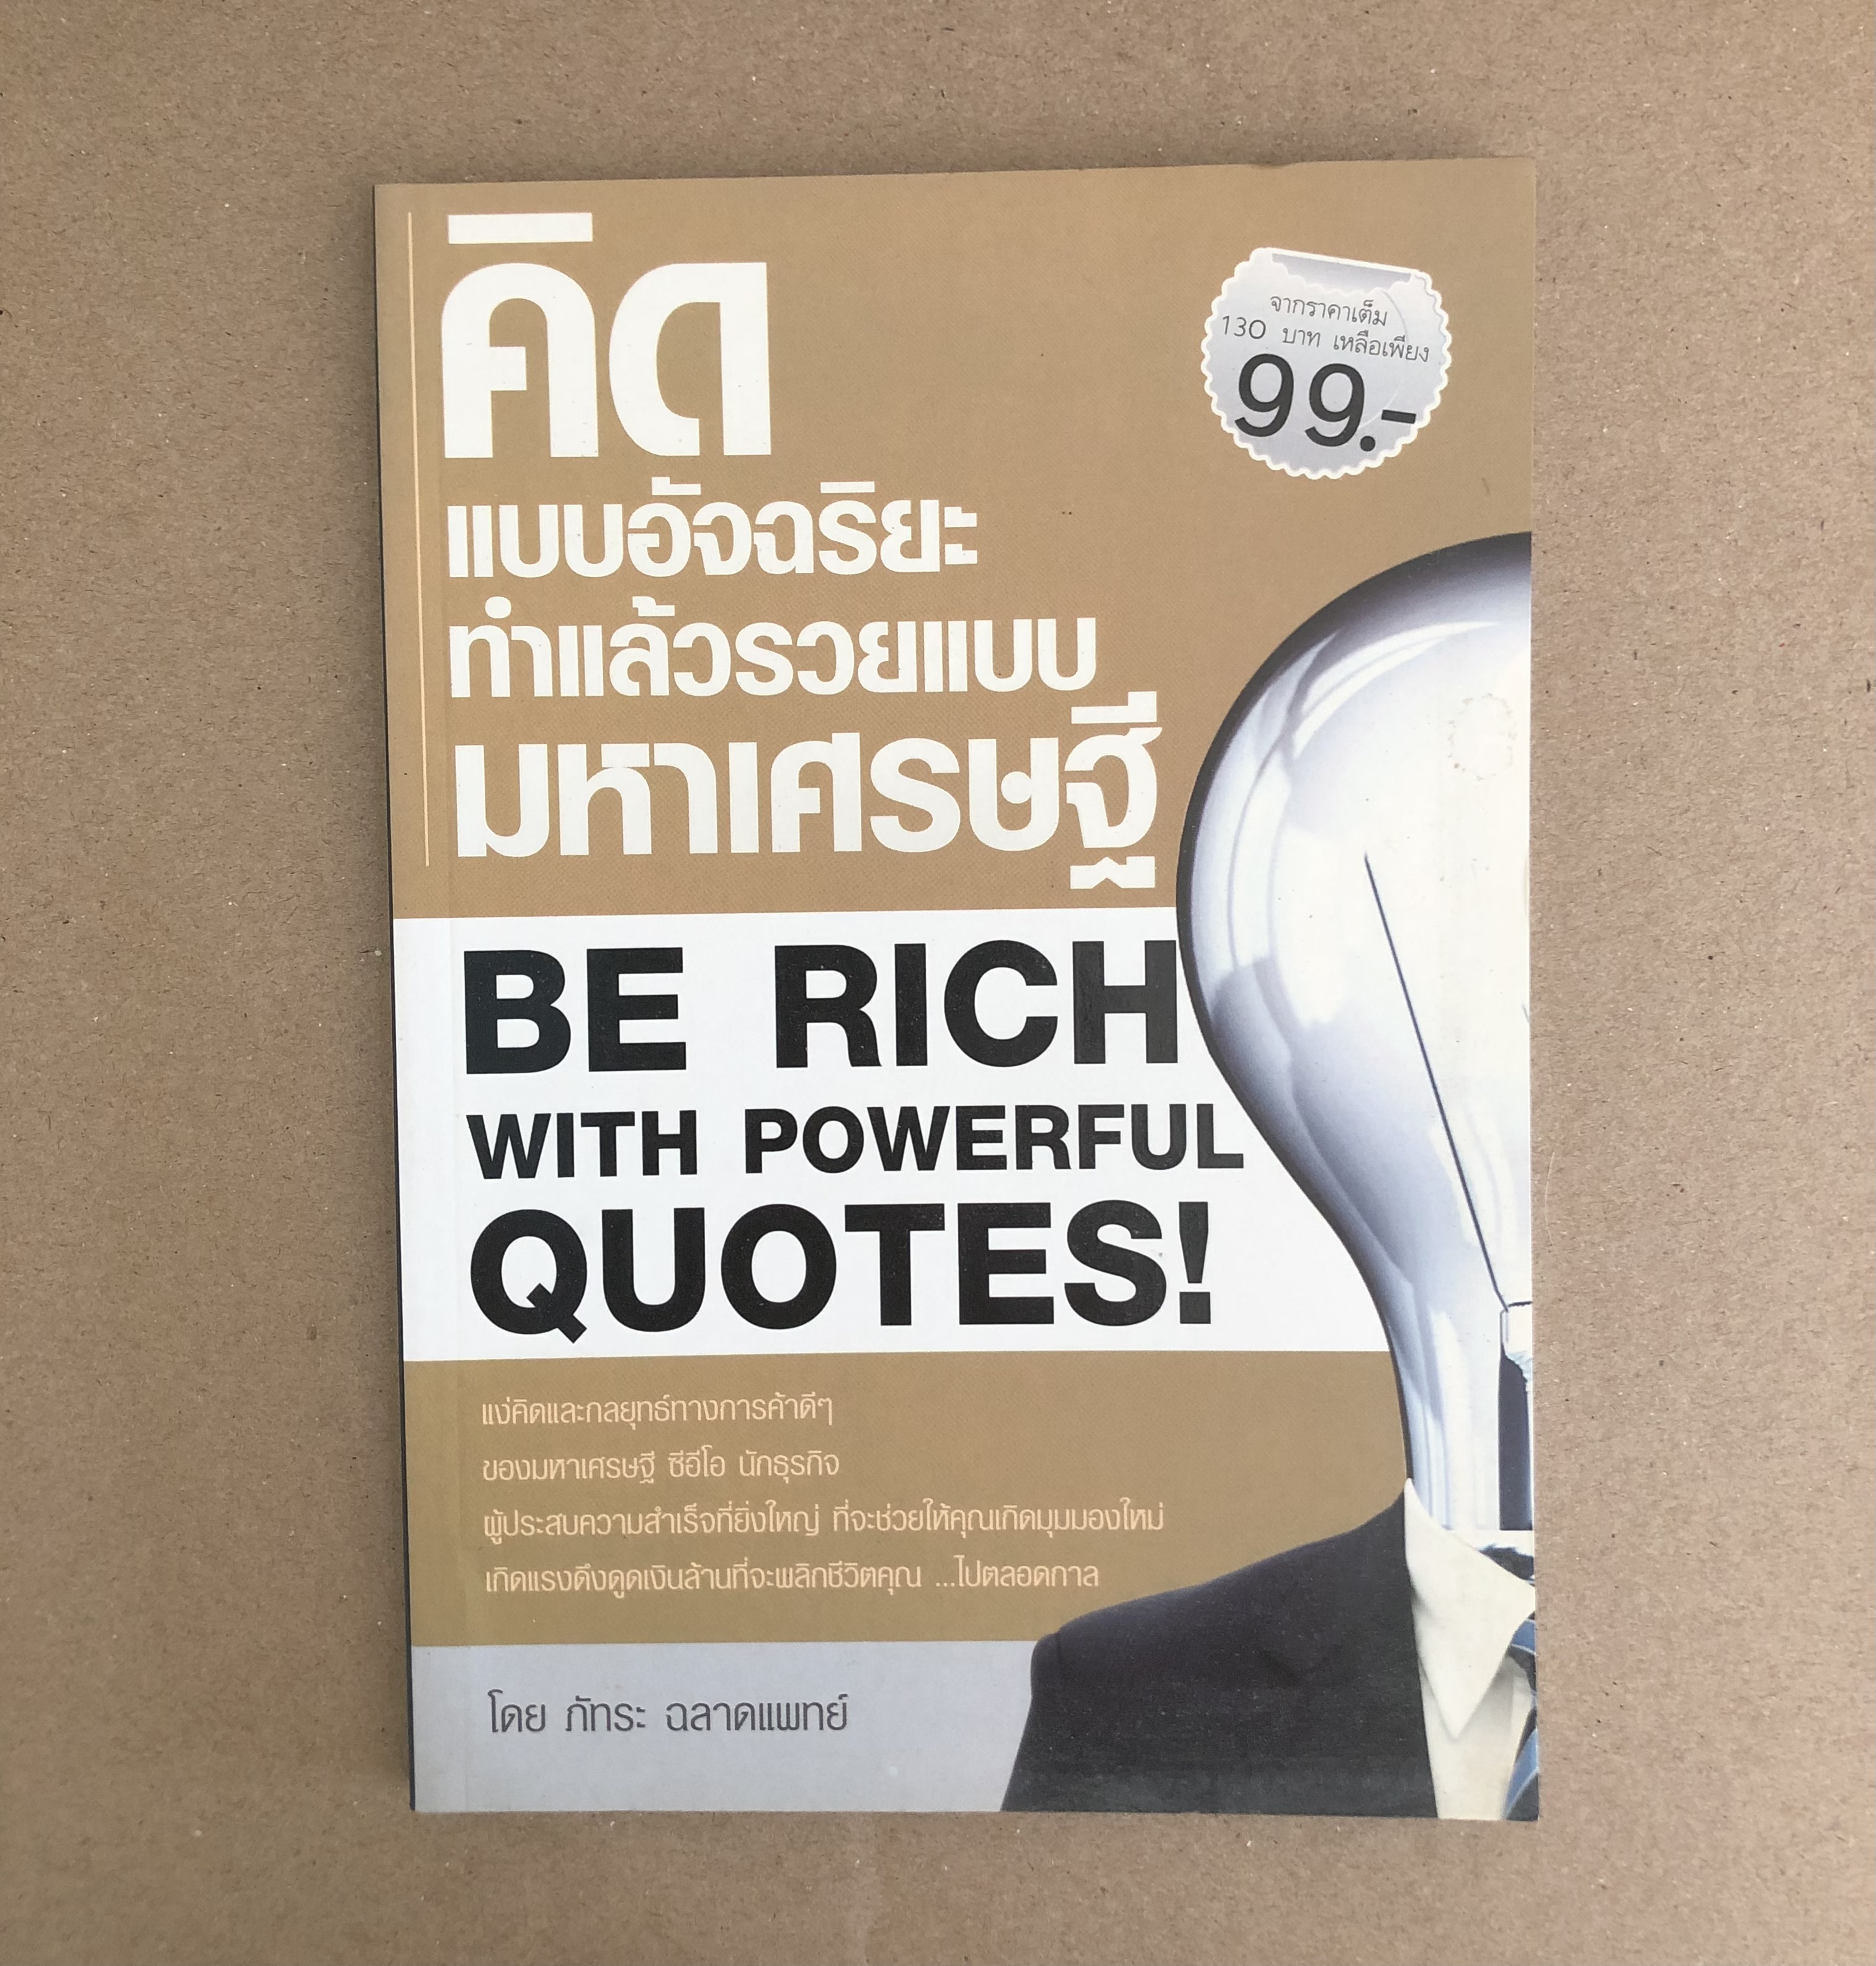 คิด
แบบอัจฉริยะ
ทำแล้วรวยแบบ
มหาเศรษฐี
จากราคาเต็ม
130 บาท เหลือเพียง
99.-
BE RICH
WITH POWERFUL
QUOTES!
แง่คิดและกลยุทธ์ทางการค้าดีๆ
ของมหาเศรษฐี ซีอีโอ นักธุรกิจ
ผู้ประสบความสำเร็จที่ยิ่งใหญ่ ที่จะช่วยให้คุณเกิดมุมมองใหม่
เกิดแรงดึงดูดเงินล้านที่จะพลิกชีวิตคุณ ...ไปตลอดกาล
โดย ภัทระ ฉลาดแพทย์